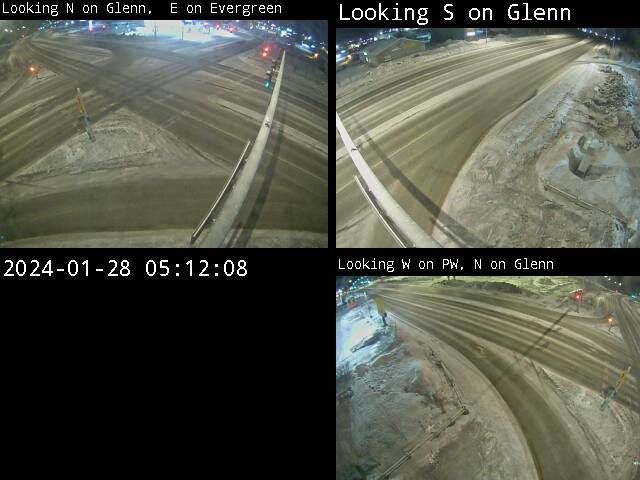 Looking N on Glenn,  E on Evergreen
Looking S on Glenn
2024-01-28 05:12:08
Looking W on PW, N on Glenn